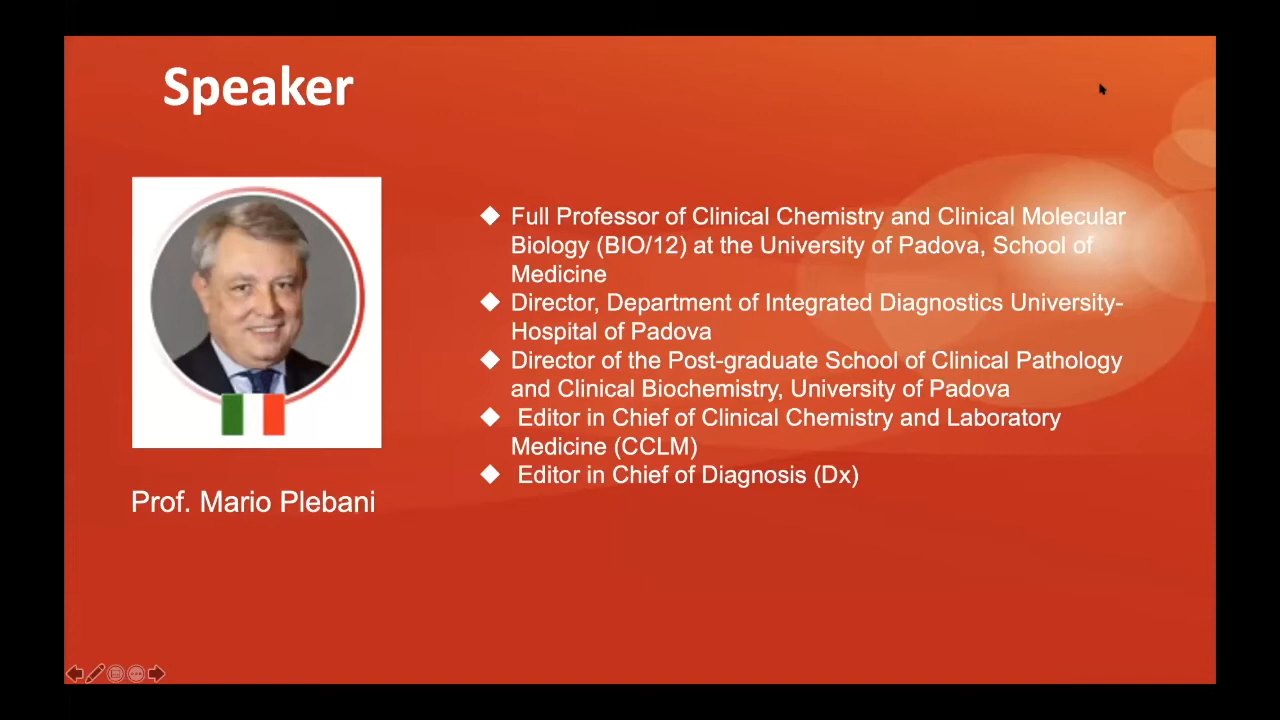 Speaker
Full Professor of Clinical Chemistry and Clinical Molecular
Biology (BIO/12) at the University of Padova, School of
Medicine
Director, Department of Integrated Diagnostics University-
Hospital of Padova
Director of the Post-graduate School of Clinical Pathology
and Clinical Biochemistry, University of Padova
Editor in Chief of Clinical Chemistry and Laboratory
Medicine (CCLM)
Editor in Chief of Diagnosis (Dx)
Prof. Mario Plebani